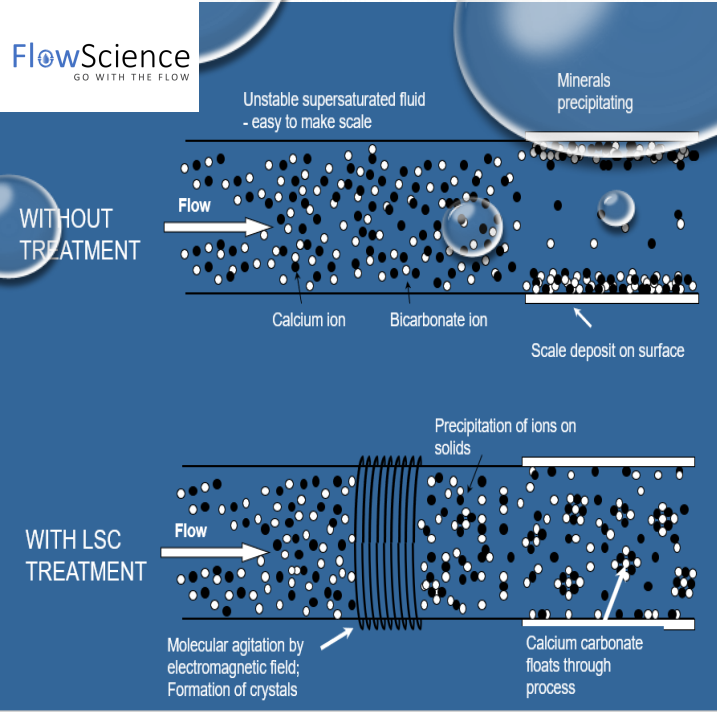 FlowScience
GO WITH THE FLOW
Unstable supersaturated fluid
- easy to make scale
Minerals
precipitating
WITHOUT
TREATMENT
Flow
Calcium ion
Bicarbonate ion
Scale deposit on surface
Precipitation of ions on
solids
WITH LSC
TREATMENT
Flow
Molecular agitation by
electromagnetic field;
Formation of crystals
Calcium carbonate
floats through
process